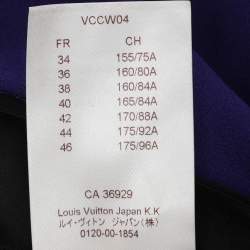 VCCW04
FR CH
34 155/75A
36 160/80A
38 160/84A
40 165/84A
42 170/88A
44 175/92A
46 175/96A
CA 36929
Louis Vuitton Japan K.K
ルイ・ヴィトン ジャパン(株)
0120-00-1854